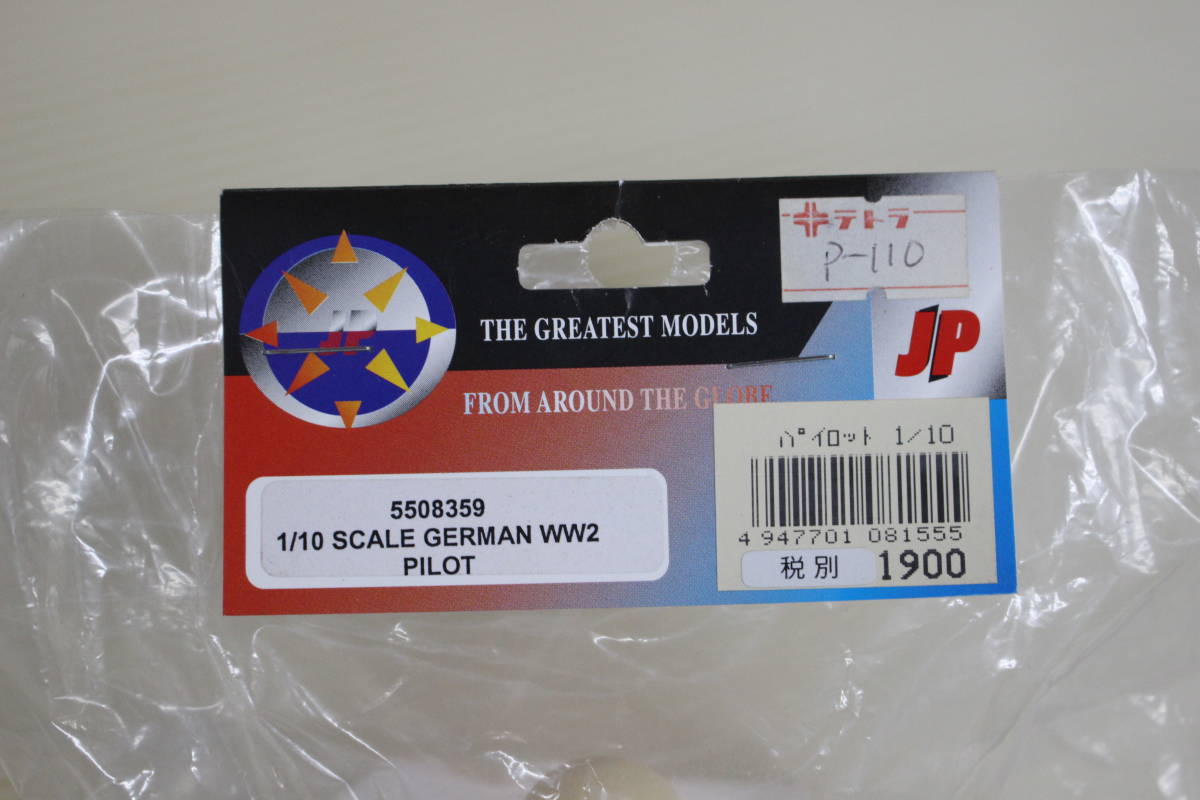 テトラ
P-110
JP
THE GREATEST MODELS
JP
FROM AROUND THE GLOBE
パイロット 1/10
4 947701 081555
税別 1900
5508359
1/10 SCALE GERMAN WW2
PILOT